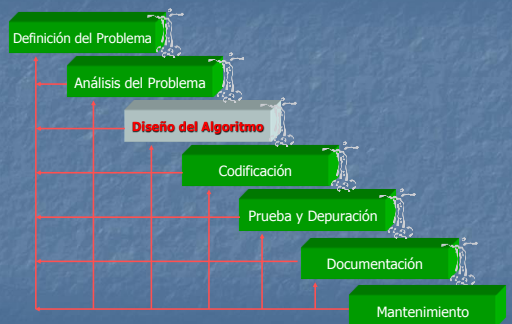 Definición del Problema
Análisis del Problema
Diseño del Algoritmo
Codificación
Prueba y Depuración
Documentación
Mantenimiento